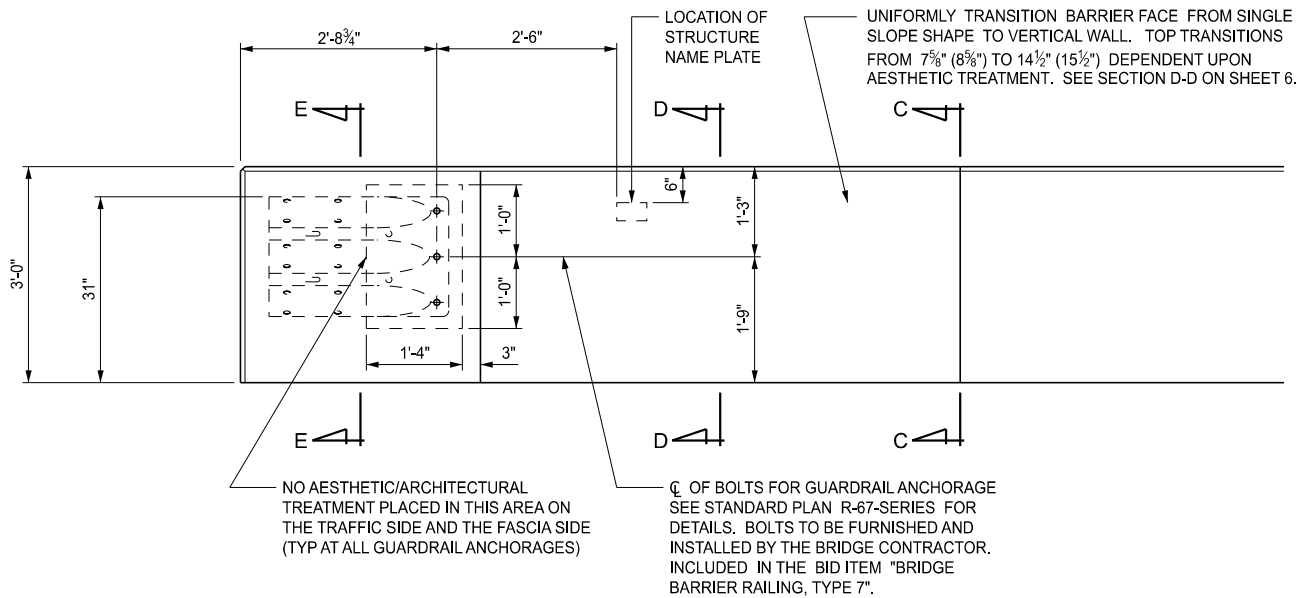 LOCATION OF
STRUCTURE
NAME PLATE
UNIFORMLY TRANSITION BARRIER FACE FROM SINGLE
SLOPE SHAPE TO VERTICAL WALL. TOP TRANSITIONS
FROM 7⅝" (8⅝") TO 14½" (15½") DEPENDENT UPON
AESTHETIC TREATMENT. SEE SECTION D-D ON SHEET 6.
2'-8¾"
2'-6"
E
D
C
3'-0"
31"
1'-0"
1'-0"
6"
1'-3"
1'-9"
1'-4"
3"
E
D
C
NO AESTHETIC/ARCHITECTURAL
TREATMENT PLACED IN THIS AREA ON
THE TRAFFIC SIDE AND THE FASCIA SIDE
(TYP AT ALL GUARDRAIL ANCHORAGES)
℄ OF BOLTS FOR GUARDRAIL ANCHORAGE
SEE STANDARD PLAN R-67-SERIES FOR
DETAILS. BOLTS TO BE FURNISHED AND
INSTALLED BY THE BRIDGE CONTRACTOR.
INCLUDED IN THE BID ITEM "BRIDGE
BARRIER RAILING, TYPE 7".